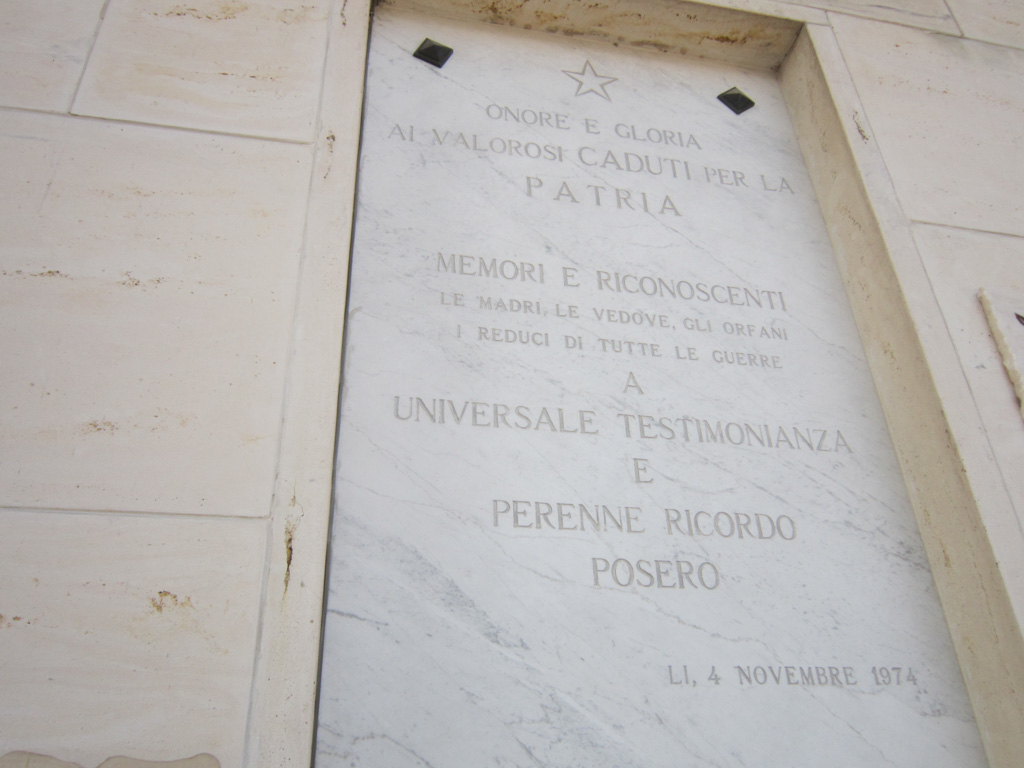 ONORE E GLORIA
AI VALOROSI CADUTI PER LA
PATRIA
MEMORI E RICONOSCENTI
LE MADRI, LE VEDOVE, GLI ORFANI
I REDUCI DI TUTTE LE GUERRE
A
UNIVERSALE TESTIMONIANZA
E
PERENNE RICORDO
POSERO
LI, 4 NOVEMBRE 1974